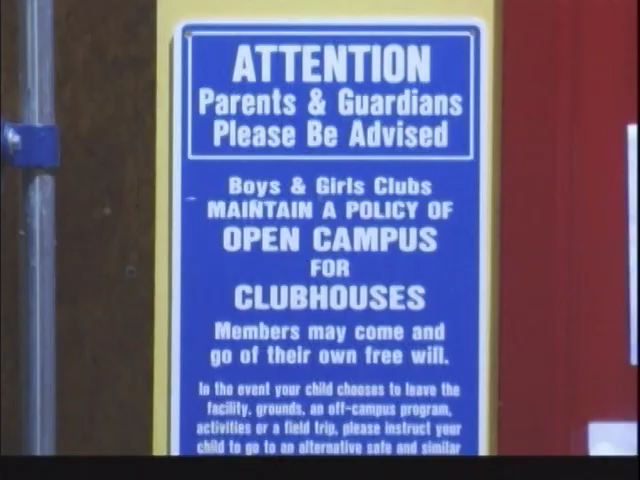 ATTENTION
Parents & Guardians
Please Be Advised
Boys & Girls Clubs
MAINTAIN A POLICY OF
OPEN CAMPUS
FOR
CLUBHOUSES
Members may come and
go of their own free will.
In the event your child chooses to leave the
facility, grounds, an off-campus program,
activities or a field trip, please instruct your
child to go to an alternative safe and similar